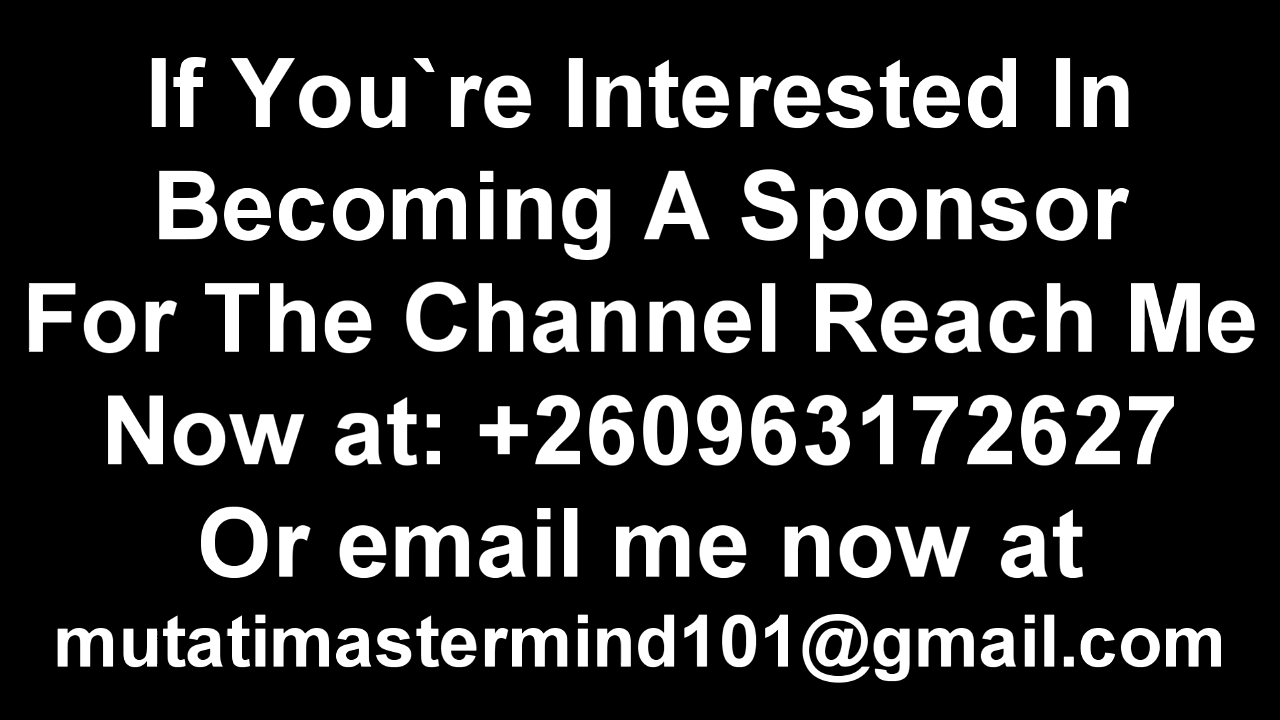 If You`re Interested In
Becoming A Sponsor
For The Channel Reach Me
Now at: +260963172627
Or email me now at
mutatimastermind101@gmail.com